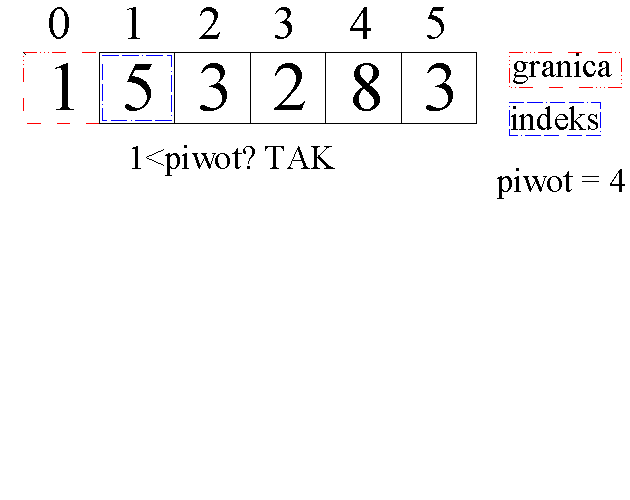 0 1 2 3 4 5
1 5 3 2 8 3
granica
indeks
1<piwot? TAK
piwot = 4